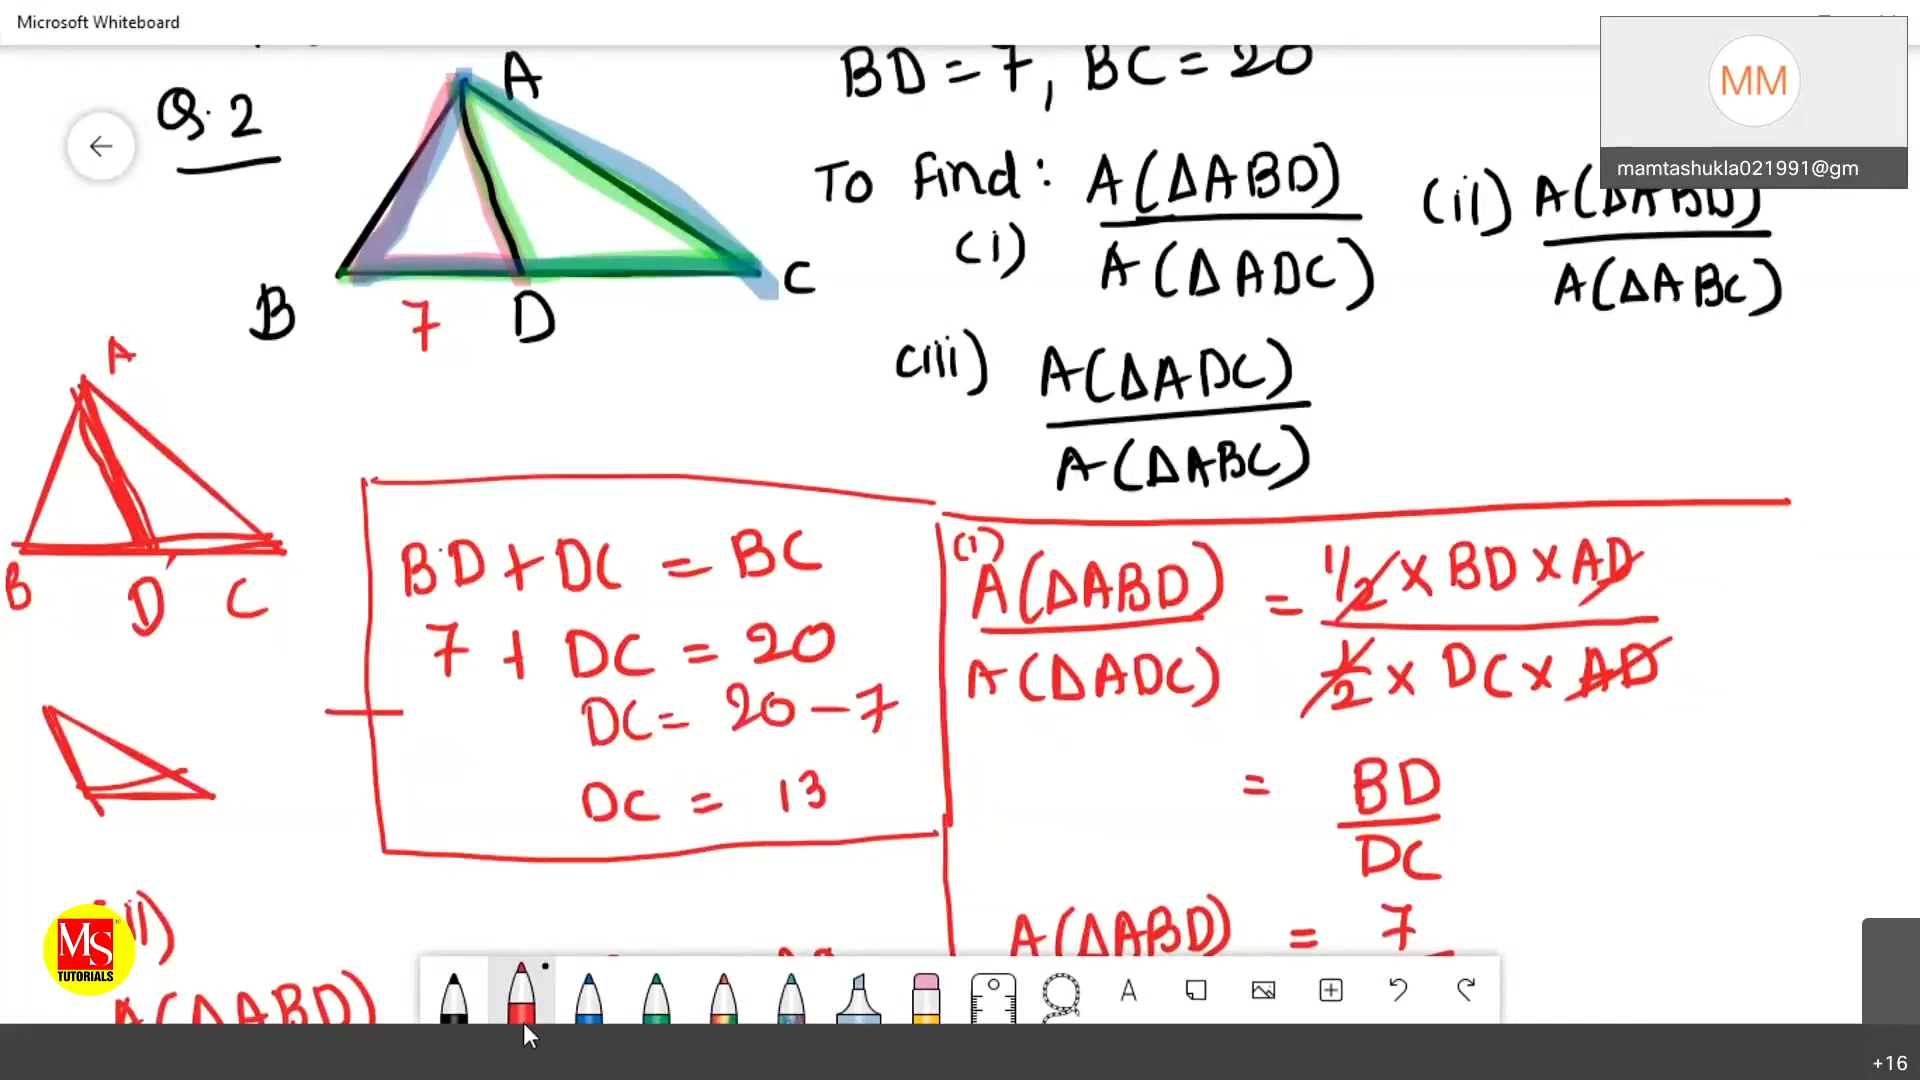 Microsoft Whiteboard
MM
mamtashukla021991@gm
Q.2
A
B
7
D
C
BD = 7, BC = 20
To find: A(ΔABD)
(i)
A(ΔADC)
(ii) A(ΔABD)
A(ΔABC)
(iii) A(ΔADC)
A(ΔABC)
A
B
D
C
BD + DC = BC
7 + DC = 20
DC = 20 - 7
DC = 13
(i)
A(ΔABD) = 1/2 × BD × AD
A(ΔADC) 1/2 × DC × AD
= BD
DC
A(ΔABD) = 7
A(ΔABD)
MS
TUTORIALS
A
+16